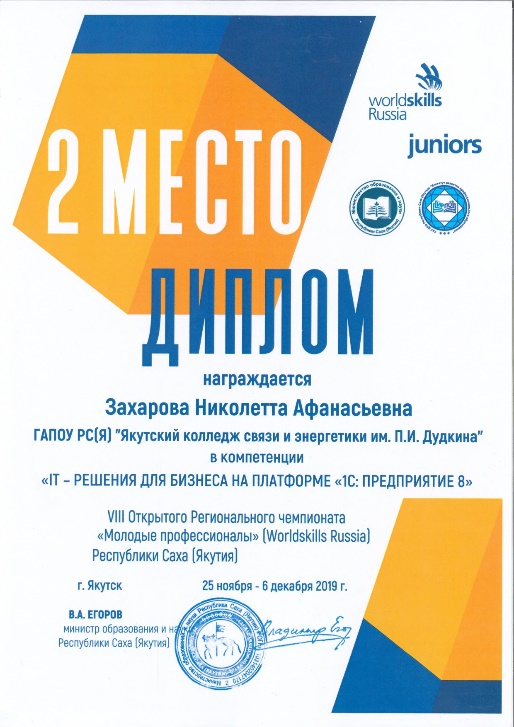 worldskills
Russia
juniors
2 МЕСТО
ДИПЛОМ
награждается
Захарова Николетта Афанасьевна
ГАПОУ РС(Я) "Якутский колледж связи и энергетики им. П.И. Дудкина"
в компетенции
«IT – РЕШЕНИЯ ДЛЯ БИЗНЕСА НА ПЛАТФОРМЕ «1С: ПРЕДПРИЯТИЕ 8»
VIII Открытого Регионального чемпионата
«Молодые профессионалы» (Worldskills Russia)
Республики Саха (Якутия)
г. Якутск 25 ноября - 6 декабря 2019 г.
В.А. ЕГОРОВ
министр образования и на
Республики Саха (Якутия)
Владимир Егор